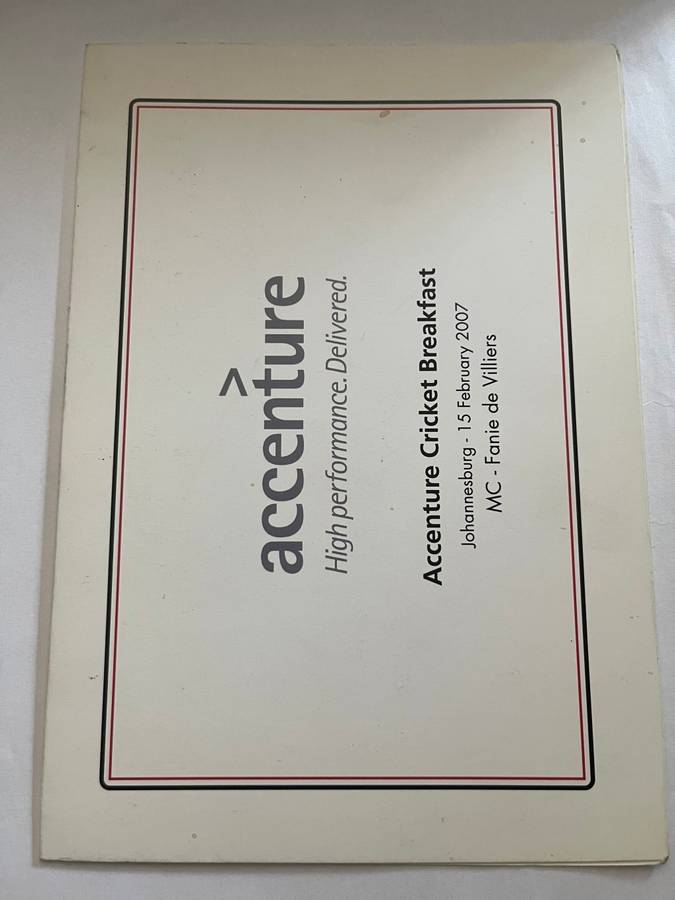 accenture
High performance. Delivered.
Accenture Cricket Breakfast
Johannesburg - 15 February 2007
MC - Fanie de Villiers